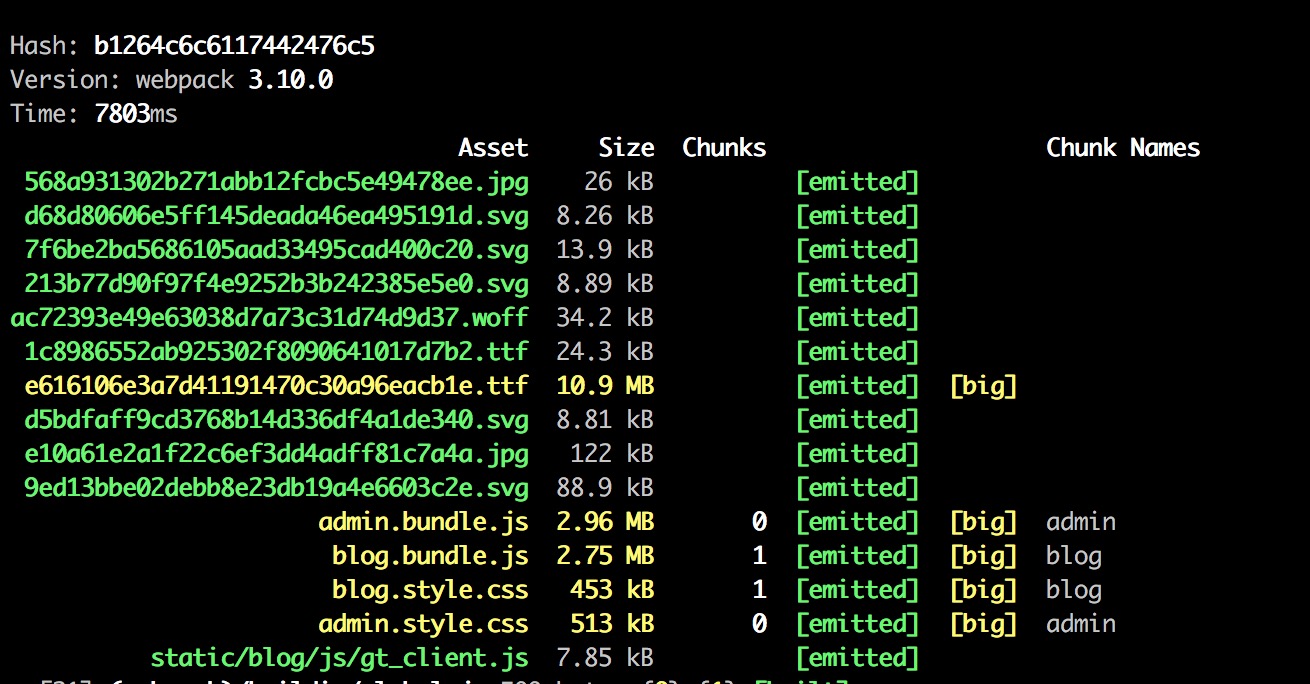 Hash: b1264c6c6117442476c5
Version: webpack 3.10.0
Time: 7803ms
Asset Size Chunks Chunk Names
568a931302b271abb12fcbc5e49478ee.jpg 26 kB [emitted]
d68d80606e5ff145deada46ea495191d.svg 8.26 kB [emitted]
7f6be2ba5686105aad33495cad400c20.svg 13.9 kB [emitted]
213b77d90f97f4e9252b3b242385e5e0.svg 8.89 kB [emitted]
ac72393e49e63038d7a73c31d74d9d37.woff 34.2 kB [emitted]
1c8986552ab925302f8090641017d7b2.ttf 24.3 kB [emitted]
e616106e3a7d41191470c30a96eacb1e.ttf 10.9 MB [emitted] [big]
d5bdfaff9cd3768b14d336df4a1de340.svg 8.81 kB [emitted]
e10a61e2a1f22c6ef3dd4adff81c7a4a.jpg 122 kB [emitted]
9ed13bbe02debb8e23db19a4e6603c2e.svg 88.9 kB [emitted]
admin.bundle.js 2.96 MB 0 [emitted] [big] admin
blog.bundle.js 2.75 MB 1 [emitted] [big] blog
blog.style.css 453 kB 1 [emitted] [big] blog
admin.style.css 513 kB 0 [emitted] [big] admin
static/blog/js/gt_client.js 7.85 kB [emitted]